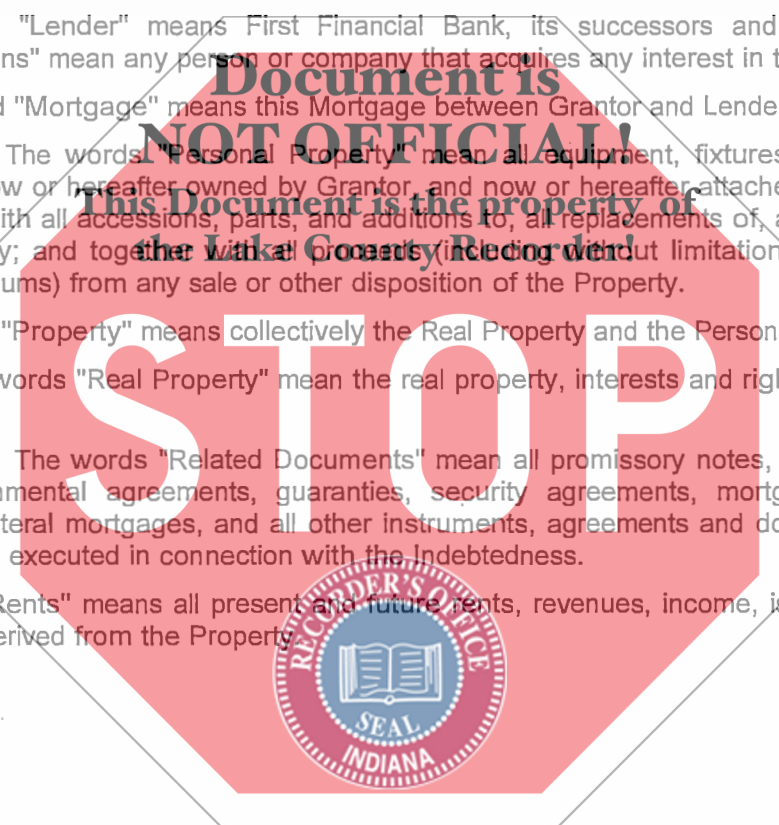 "Lender" means First Financial Bank, its successors and
ns" mean any person or company that acquires any interest in t
Document is
"Mortgage" means this Mortgage between Grantor and Lende
NOT OFFICIAL!
The words "Personal Property" mean all equipment, fixtures
w or hereafter owned by Grantor, and now or hereafter attache
This Document is the property of
ith all accessions, parts, and additions to, all replacements of, a
the Lake County Recorder!
y; and together with all proceeds (including without limitation
ums) from any sale or other disposition of the Property.
"Property" means collectively the Real Property and the Person
words "Real Property" mean the real property, interests and righ
STOP
The words "Related Documents" mean all promissory notes,
nmental agreements, guaranties, security agreements, mortg
teral mortgages, and all other instruments, agreements and do
executed in connection with the Indebtedness.
Rents" means all present and future rents, revenues, income, is
erived from the Property.
RECORDER'S OFFICE
SEAL
INDIANA